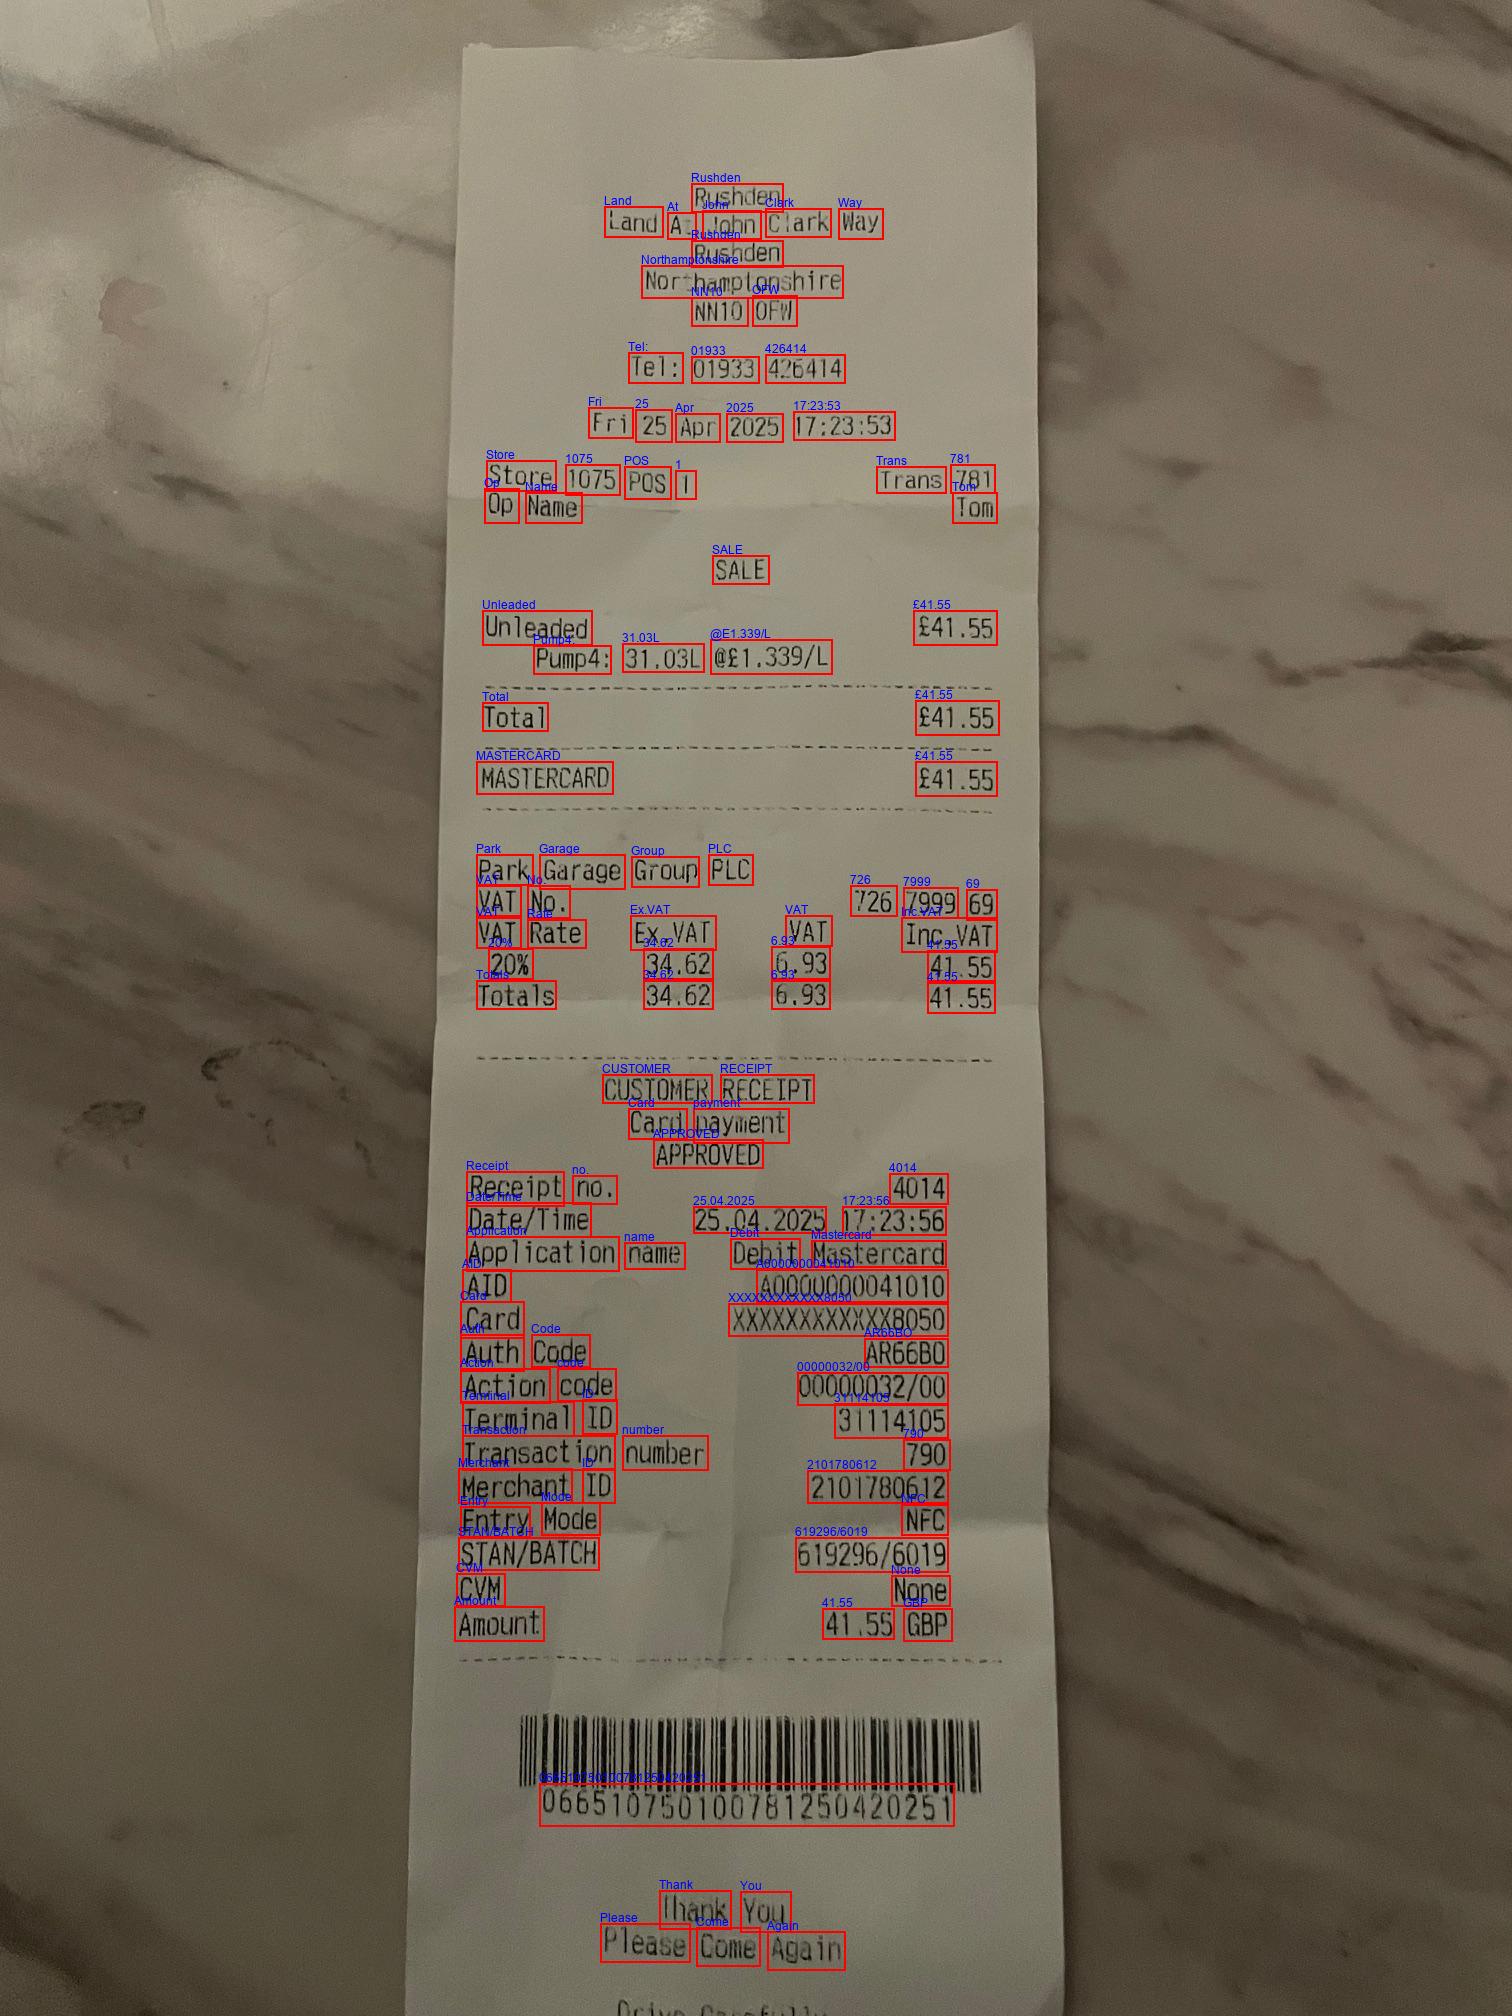 Rushden
Land At John Clark Way
Rushden
Northamptonshire
NN10 0FW
Tel: 01933 426414
Fri 25 Apr 2025 17:23:53
Store 1075 POS 1 Trans 781
Op Name Tom
SALE
Unleaded £41.55
Pump4: 31.03L @£1.339/L
Total £41.55
MASTERCARD £41.55
Park Garage Group PLC
VAT No. 726 7999 69
VAT Rate Ex.VAT VAT Inc.VAT
20% 34.62 6.93 41.55
Totals 34.62 6.93 41.55
CUSTOMER RECEIPT
Card payment
APPROVED
Receipt no. 4014
Date/Time 25.04.2025 17:23:56
Application name Debit Mastercard
AID A0000000041010
Card XXXXXXXXXXXX8050
Auth Code AR66B0
Action code 00000032/00
Terminal ID 31114105
Transaction number 790
Merchant ID 2101780612
Entry Mode NFC
STAN/BATCH 619296/6019
CVM None
Amount 41.55 GBP
066510750100781250420251
Thank You
Please Come Again
Drive Carefully